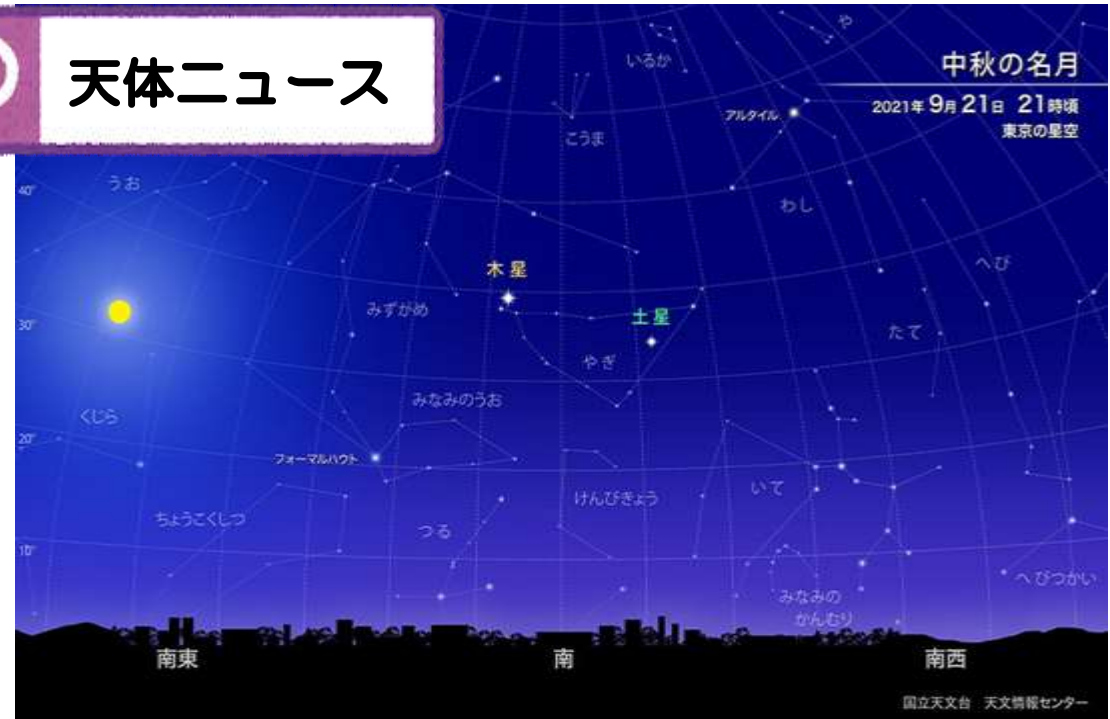 天体ニュース
中秋の名月
2021年 9月 21日 21時頃
東京の星空
や
いるか
アルタイル
こうま
うお
40°
わし
へび
木星
みずがめ
土星
30°
たて
やぎ
みなみのうお
くじら
20°
フォーマルハウト
いて
けんびきょう
ちょうこくしつ
つる
10°
へびつかい
みなみの
かんむり
南東
南
南西
国立天文台 天文情報センター